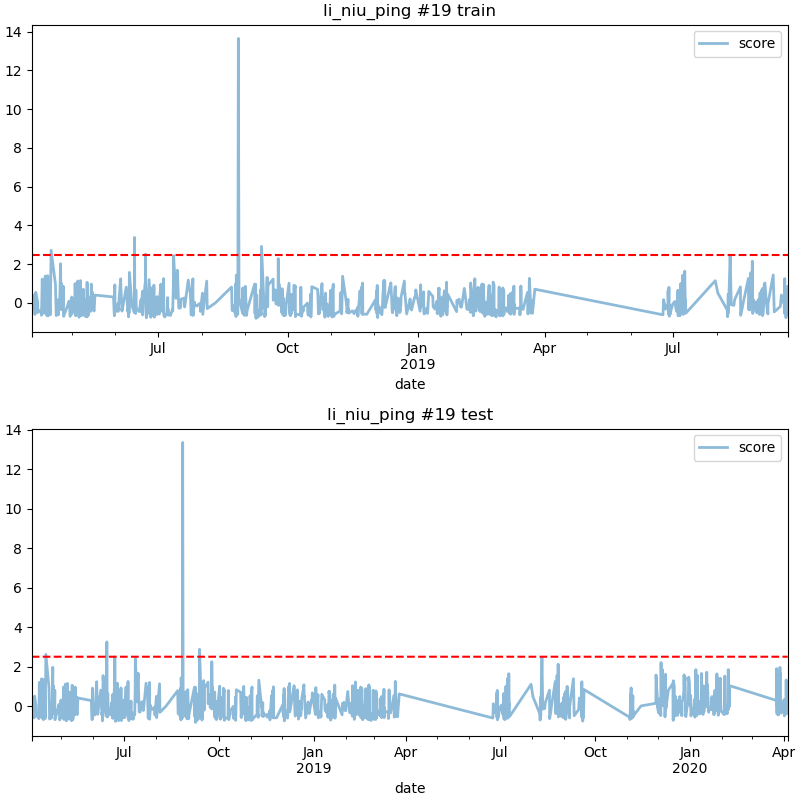 li_niu_ping #19 train
score
14
12
10
8
6
4
2
0
Jul Oct Jan Apr Jul
2019
date
li_niu_ping #19 test
score
14
12
10
8
6
4
2
0
Jul Oct Jan Apr Jul Oct Jan Apr
2019 2020
date